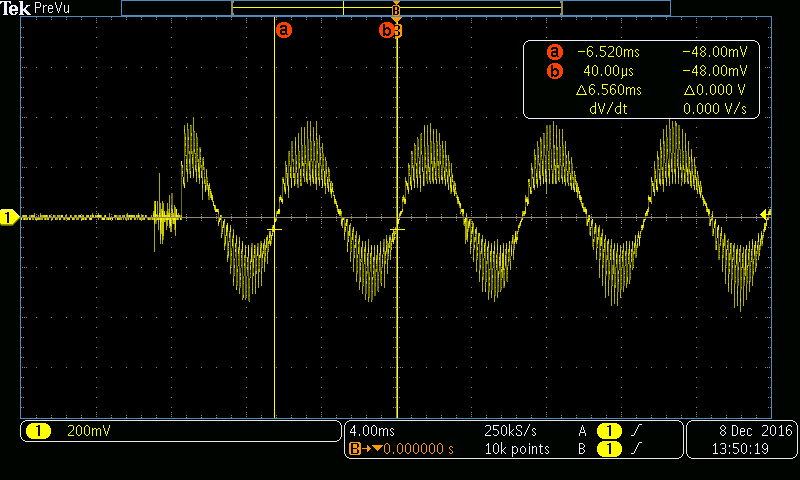 Tek PreVu
B
a
b
B
a -6.520ms -48.00mV
b 40.00µs -48.00mV
Δ6.560ms Δ0.000 V
dV/dt 0.000 V/s
1
1 200mV
4.00ms 250kS/s A 1
B→▼0.000000 s 10k points B 1
8 Dec 2016
13:50:19